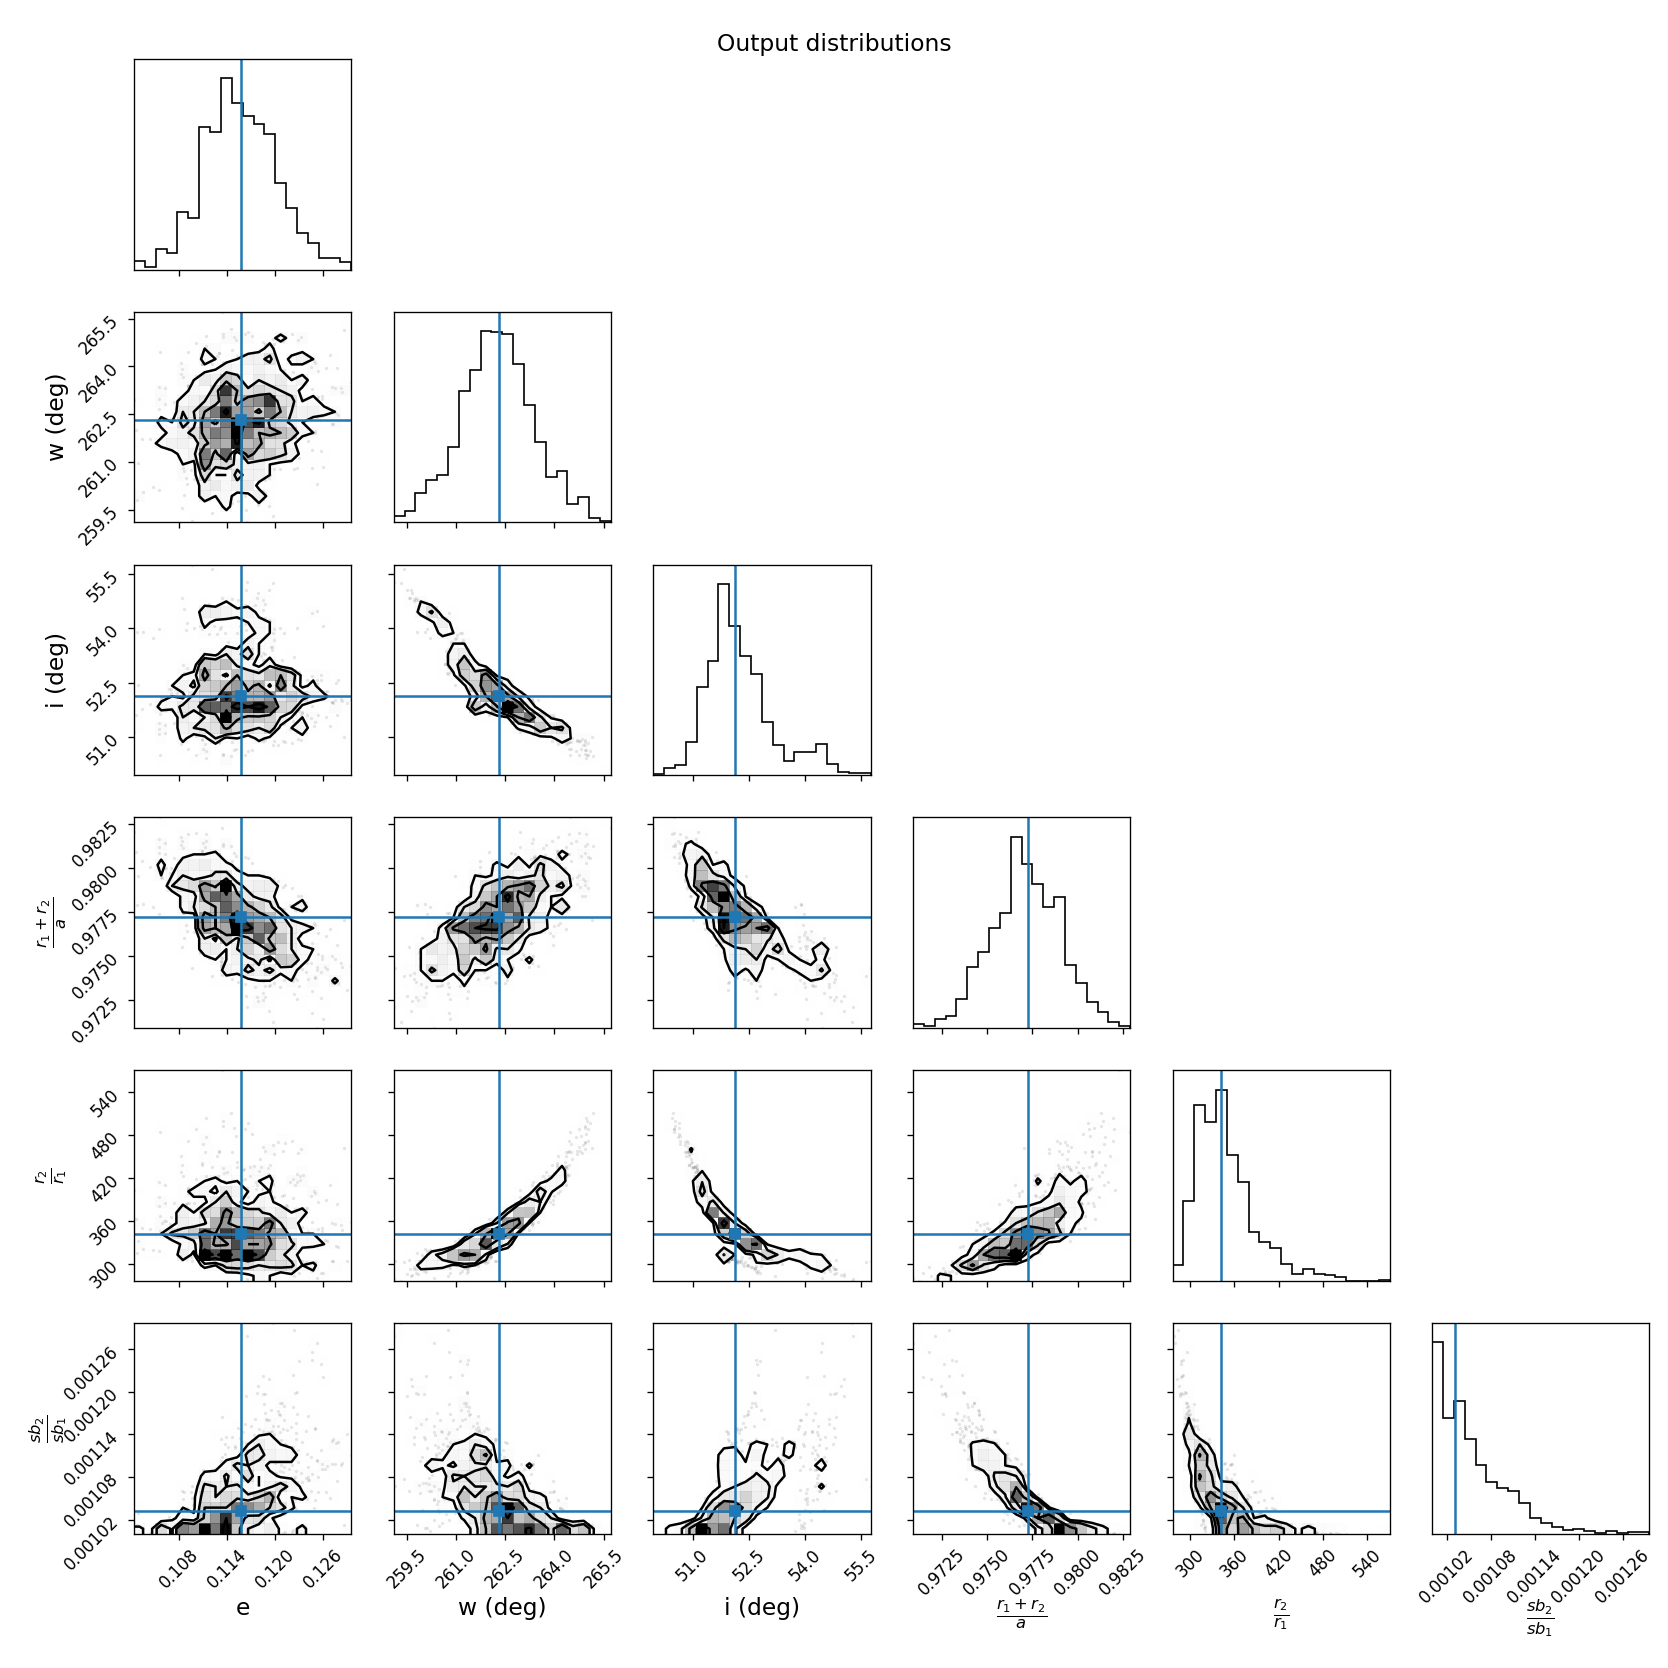 Output distributions
w (deg)
265.5
264.0
262.5
261.0
259.5
i (deg)
55.5
54.0
52.5
51.0
r₁ + r₂ / a
0.9825
0.9800
0.9775
0.9750
0.9725
r₂ / r₁
540
480
420
360
300
sb₂ / sb₁
0.00126
0.00120
0.00114
0.00108
0.00102
0.108 0.114 0.120 0.126
259.5 261.0 262.5 264.0 265.5
51.0 52.5 54.0 55.5
0.9725 0.9750 0.9775 0.9800 0.9825
300 360 420 480 540
0.00102 0.00108 0.00114 0.00120 0.00126
e
w (deg)
i (deg)
r₁ + r₂ / a
r₂ / r₁
sb₂ / sb₁